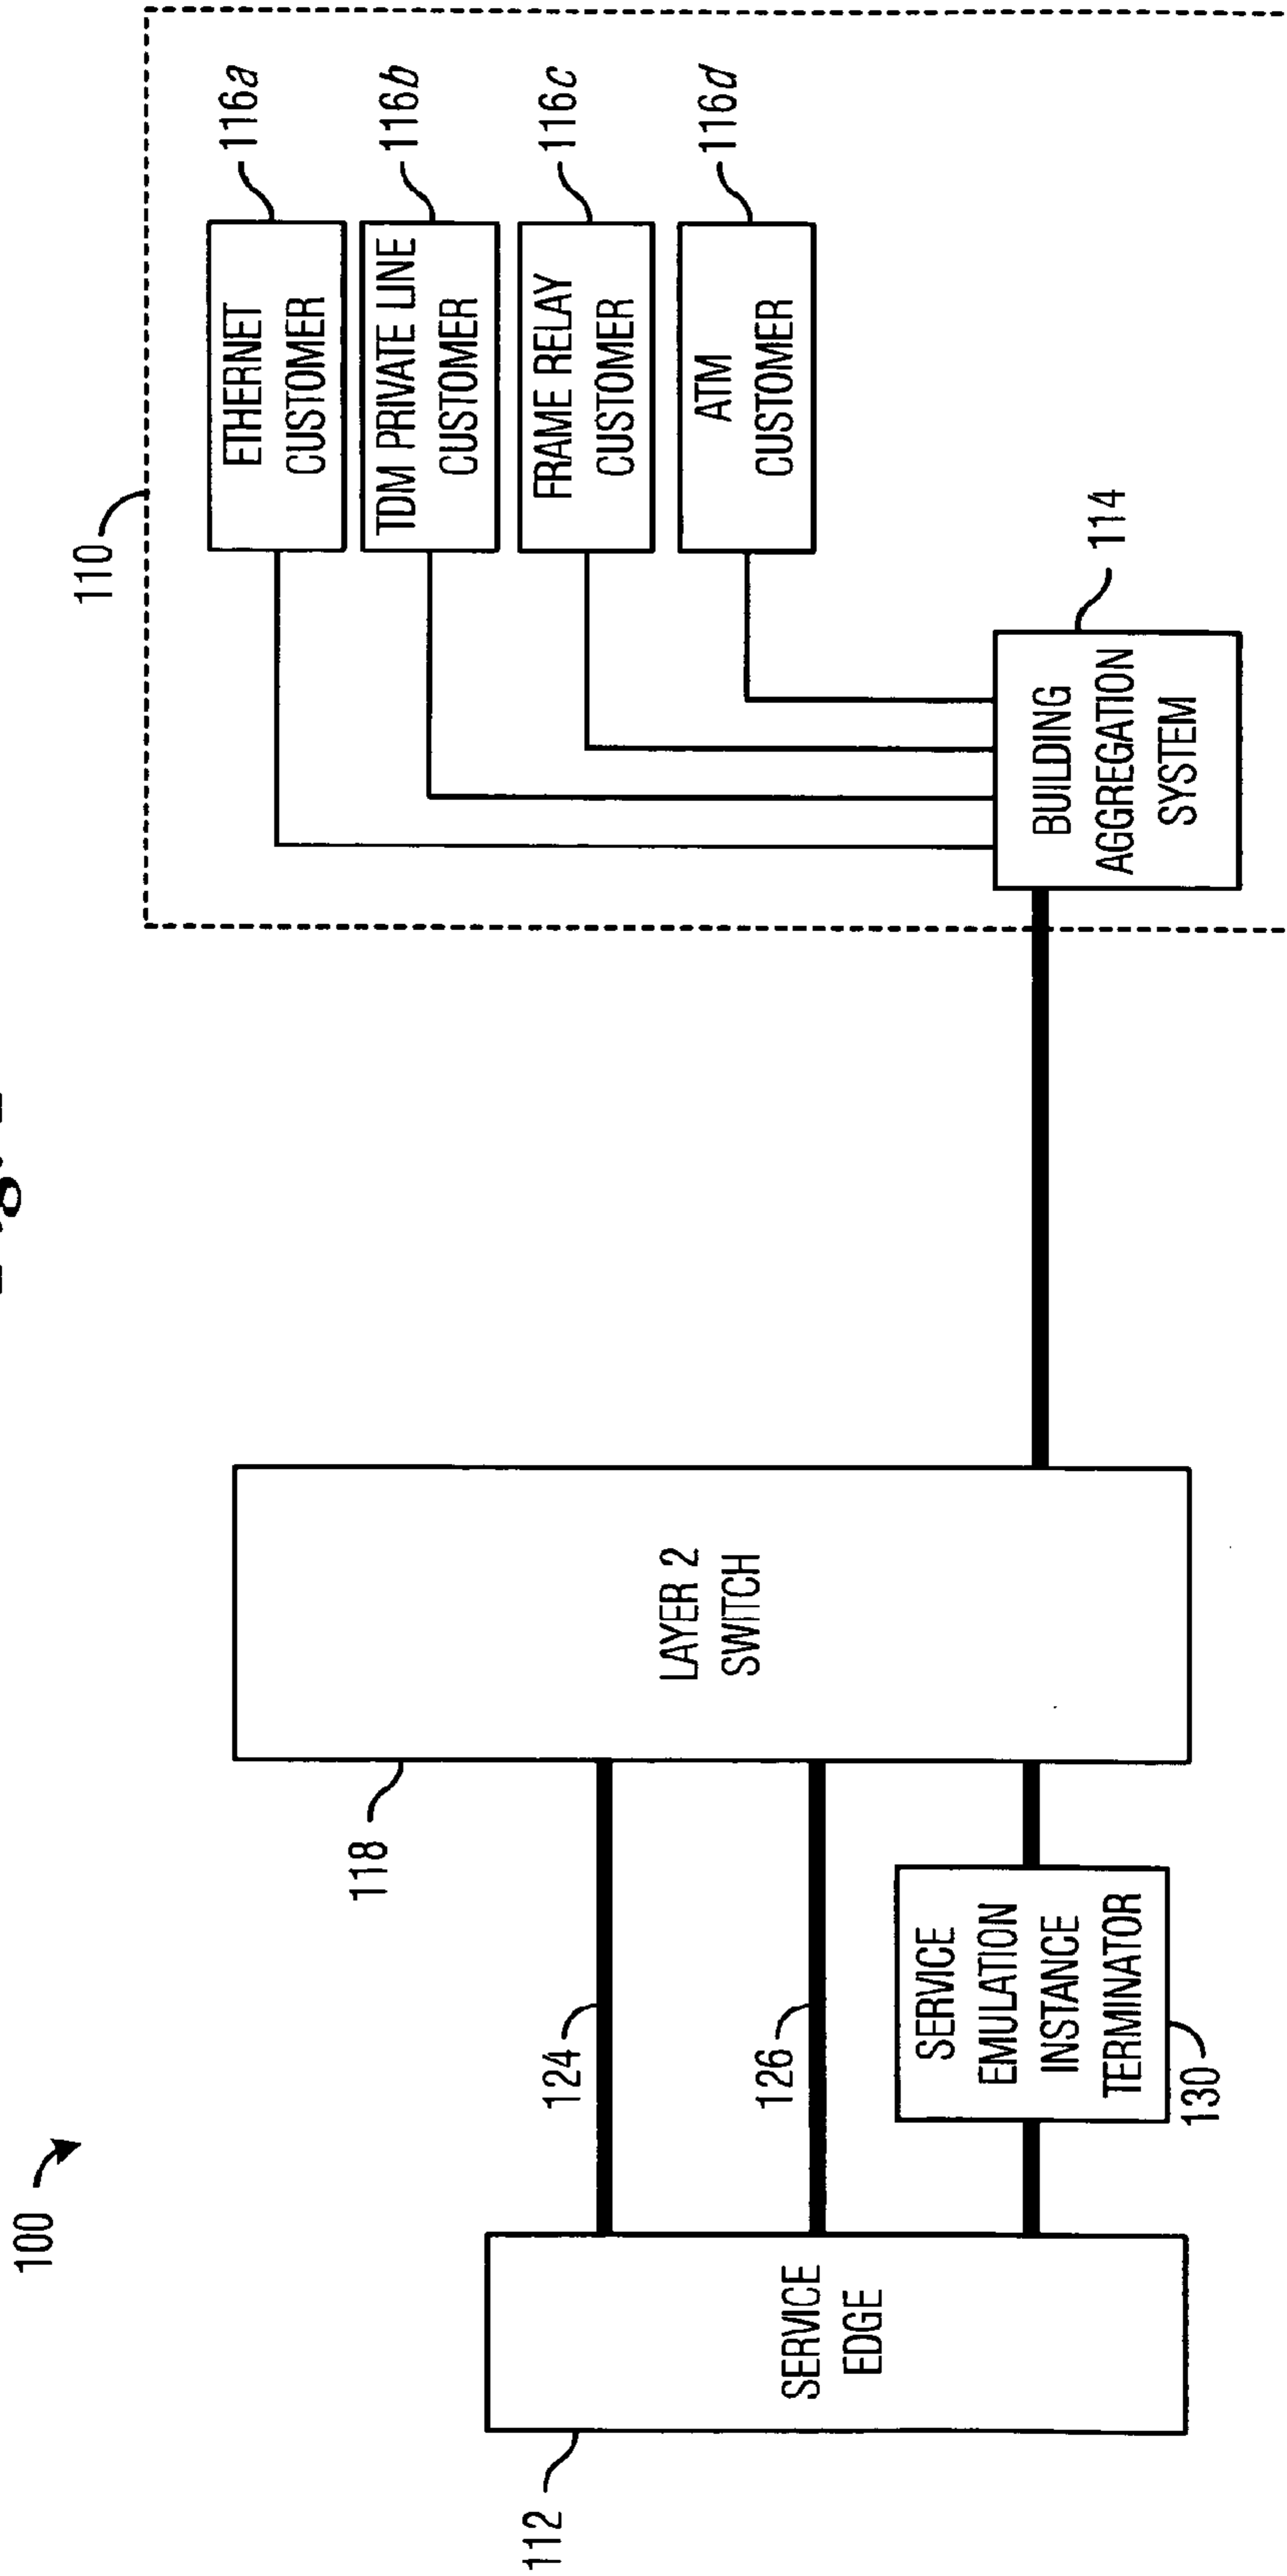 100
110
112
SERVICE
EDGE
124
126
SERVICE
EMULATION
INSTANCE
TERMINATOR
130
118
LAYER 2
SWITCH
ETHERNET
CUSTOMER
116a
TDM PRIVATE LINE
CUSTOMER
116b
FRAME RELAY
CUSTOMER
116c
ATM
CUSTOMER
116d
BUILDING
AGGREGATION
SYSTEM
114